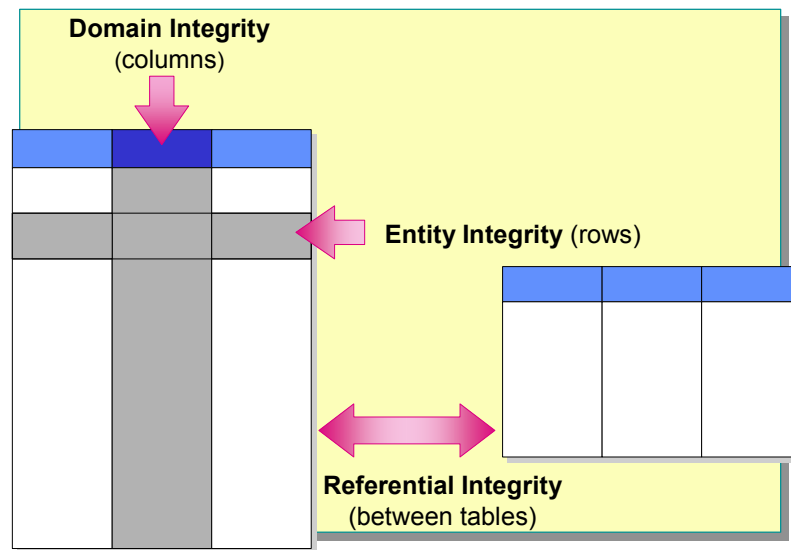 Domain Integrity
(columns)
Entity Integrity (rows)
Referential Integrity
(between tables)